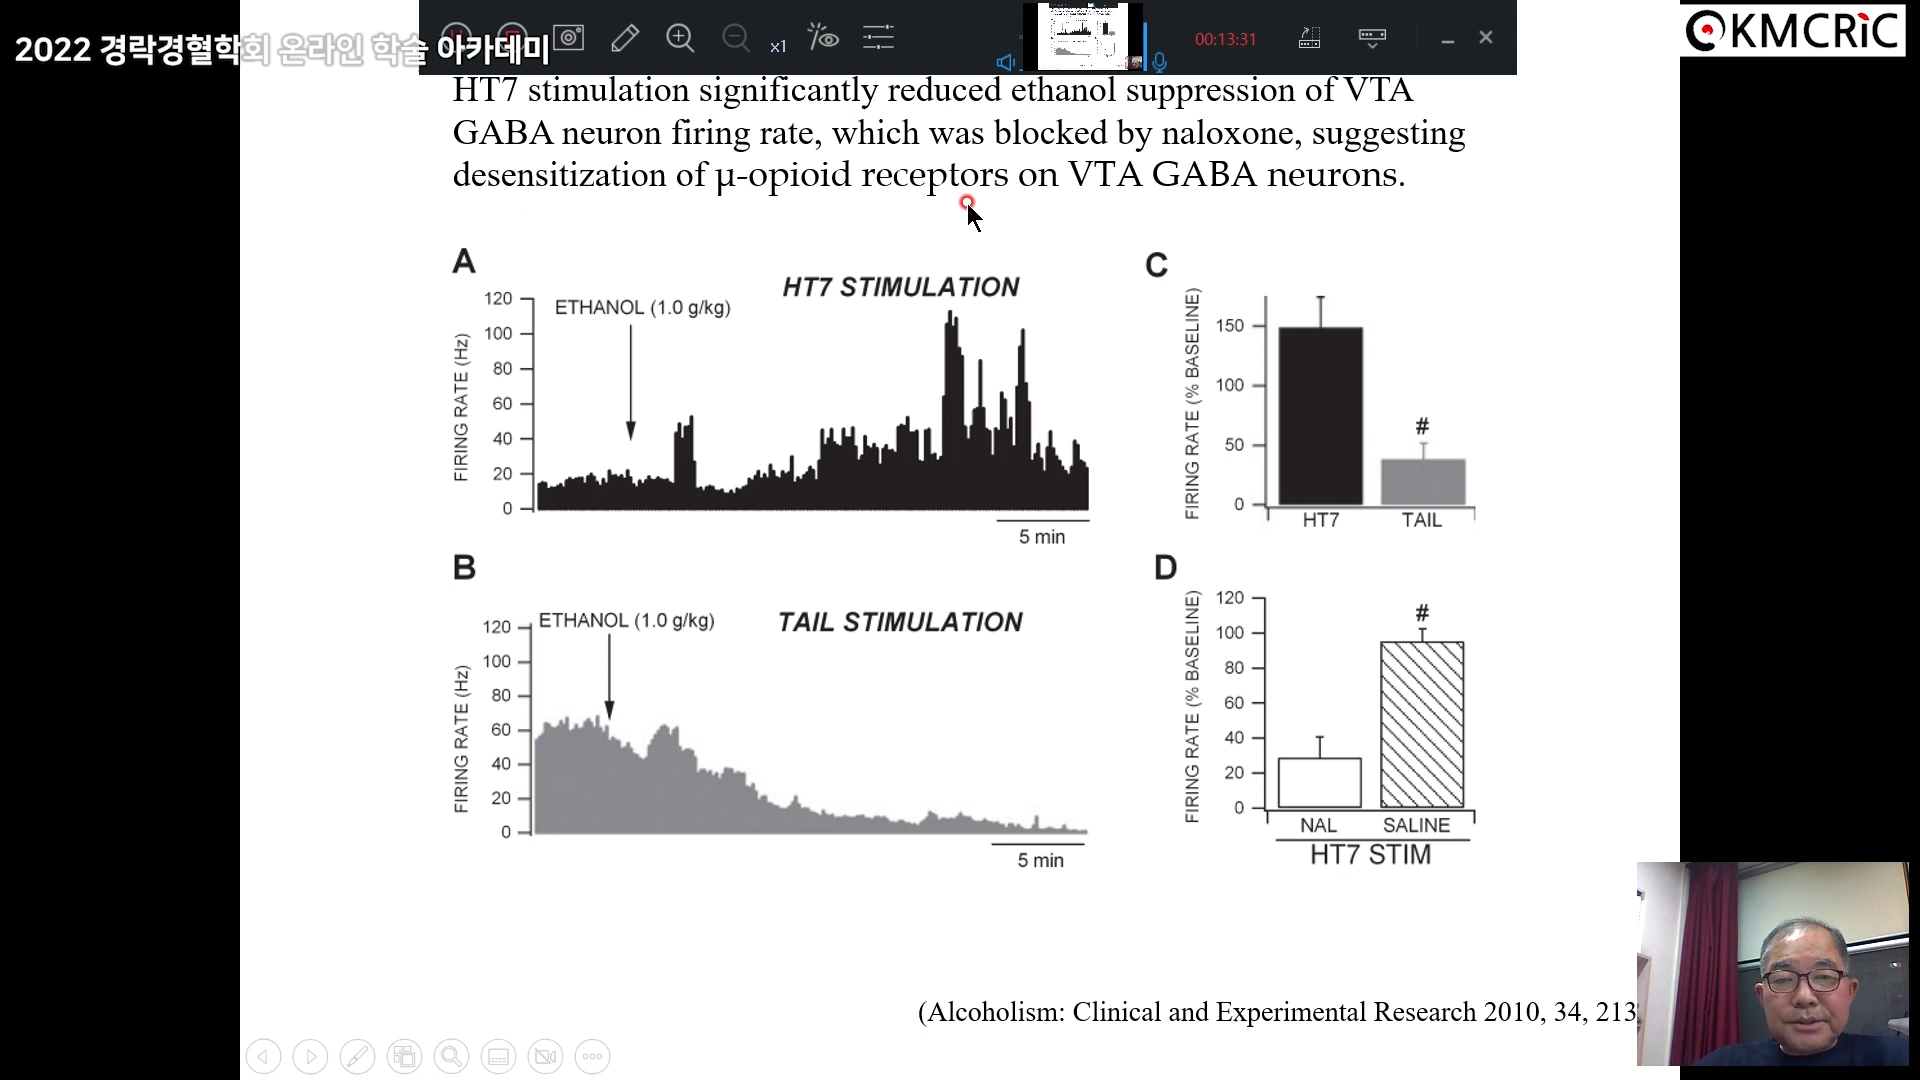 2022 경락경혈학회 온라인 학술 아카데미
x1
00:13:31
KMCRiC
HT7 stimulation significantly reduced ethanol suppression of VTA
GABA neuron firing rate, which was blocked by naloxone, suggesting
desensitization of μ-opioid receptors on VTA GABA neurons.
A
HT7 STIMULATION
ETHANOL (1.0 g/kg)
FIRING RATE (Hz)
120
100
80
60
40
20
0
5 min
B
TAIL STIMULATION
ETHANOL (1.0 g/kg)
FIRING RATE (Hz)
120
100
80
60
40
20
0
5 min
C
FIRING RATE (% BASELINE)
150
100
50
0
#
HT7 TAIL
D
FIRING RATE (% BASELINE)
120
100
80
60
40
20
0
#
NAL SALINE
HT7 STIM
(Alcoholism: Clinical and Experimental Research 2010, 34, 213